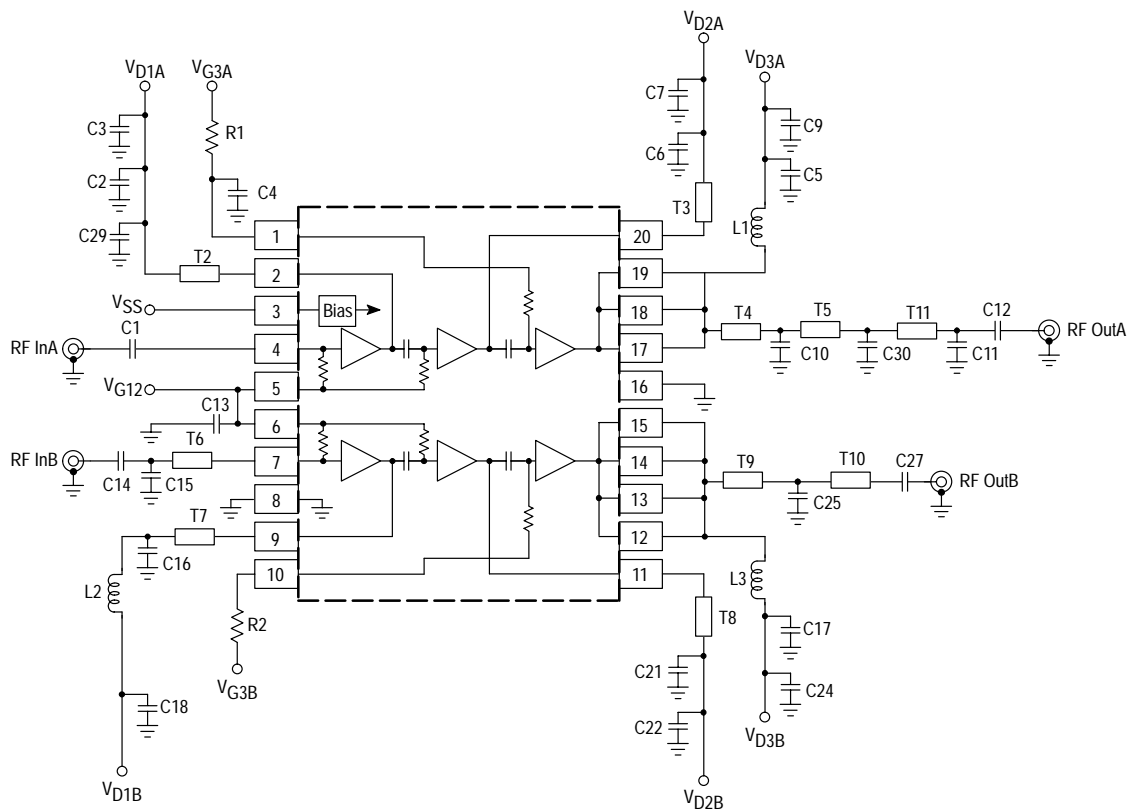 VD2A
VD1A
VG3A
VD3A
C7
C9
C3
R1
C6
C5
C2
C4
T3
C29
1
20
L1
T2
2
19
VSS
3
Bias
18
C12
C1
T4
T5
T11
RF InA
4
17
RF OutA
C10
C30
C11
VG12
5
16
C13
6
15
RF InB
T6
7
14
T9
T10
C27
RF OutB
C14
C15
8
13
C25
T7
9
12
C16
10
11
L3
L2
R2
T8
C17
C21
VG3B
C24
C18
C22
VD3B
VD1B
VD2B